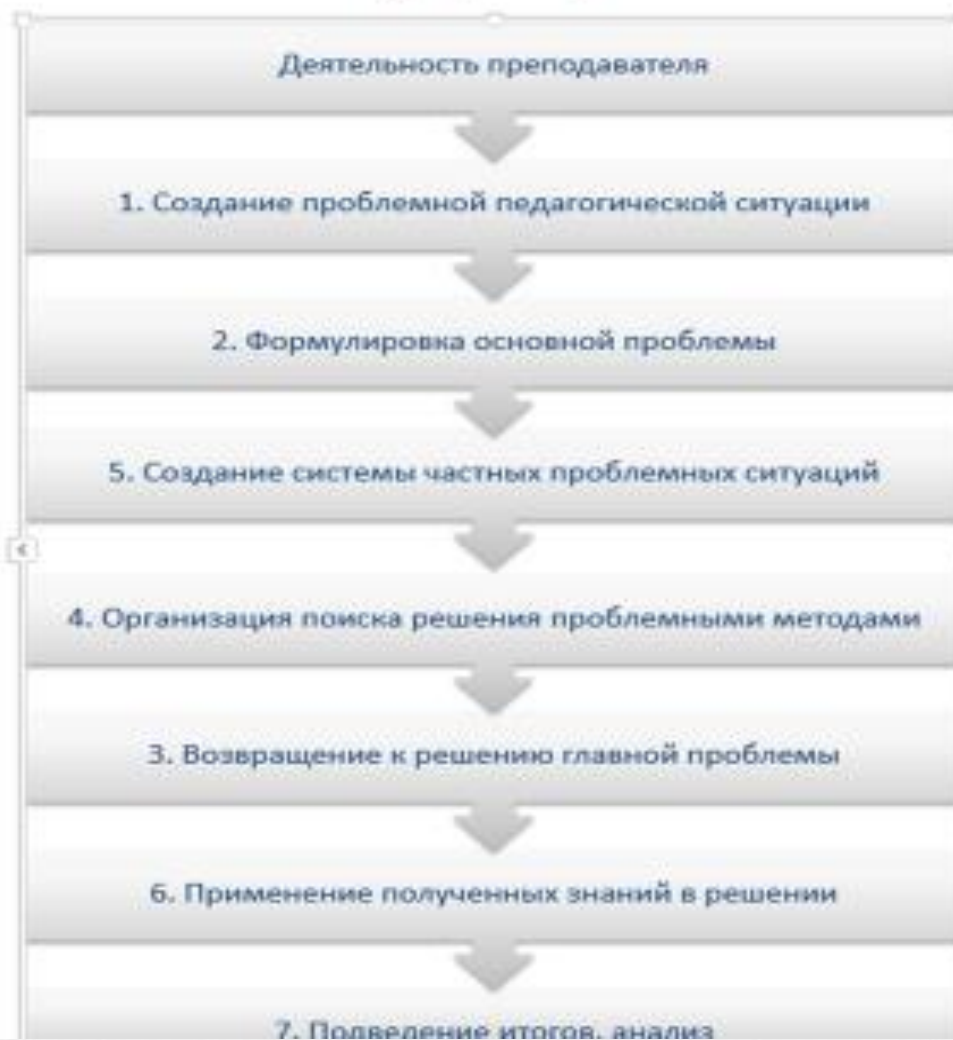 Деятельность преподавателя
1. Создание проблемной педагогической ситуации
2. Формулировка основной проблемы
5. Создание системы частных проблемных ситуаций
4. Организация поиска решения проблемными методами
3. Возвращение к решению главной проблемы
6. Применение полученных знаний в решении
7. Подведение итогов, анализ